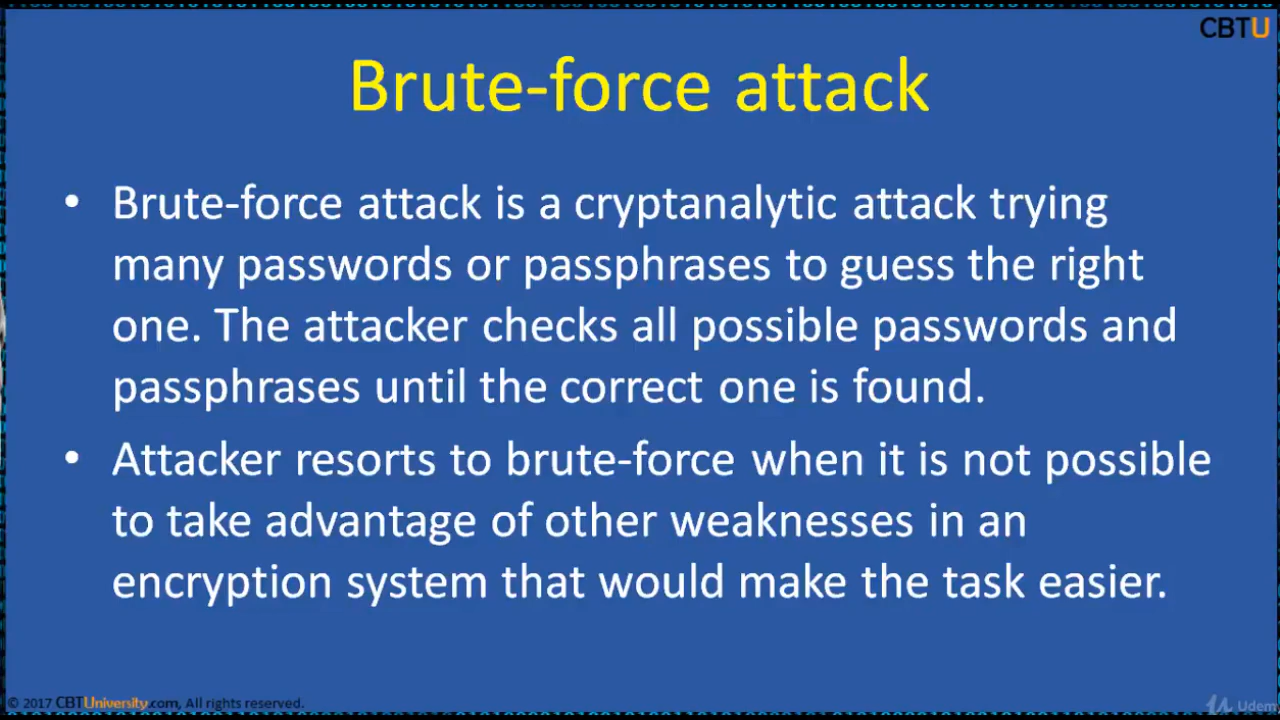 CBTU
Brute-force attack
• Brute-force attack is a cryptanalytic attack trying
many passwords or passphrases to guess the right
one. The attacker checks all possible passwords and
passphrases until the correct one is found.
• Attacker resorts to brute-force when it is not possible
to take advantage of other weaknesses in an
encryption system that would make the task easier.
© 2017 CBTUniversity.com, All rights reserved.
Udem